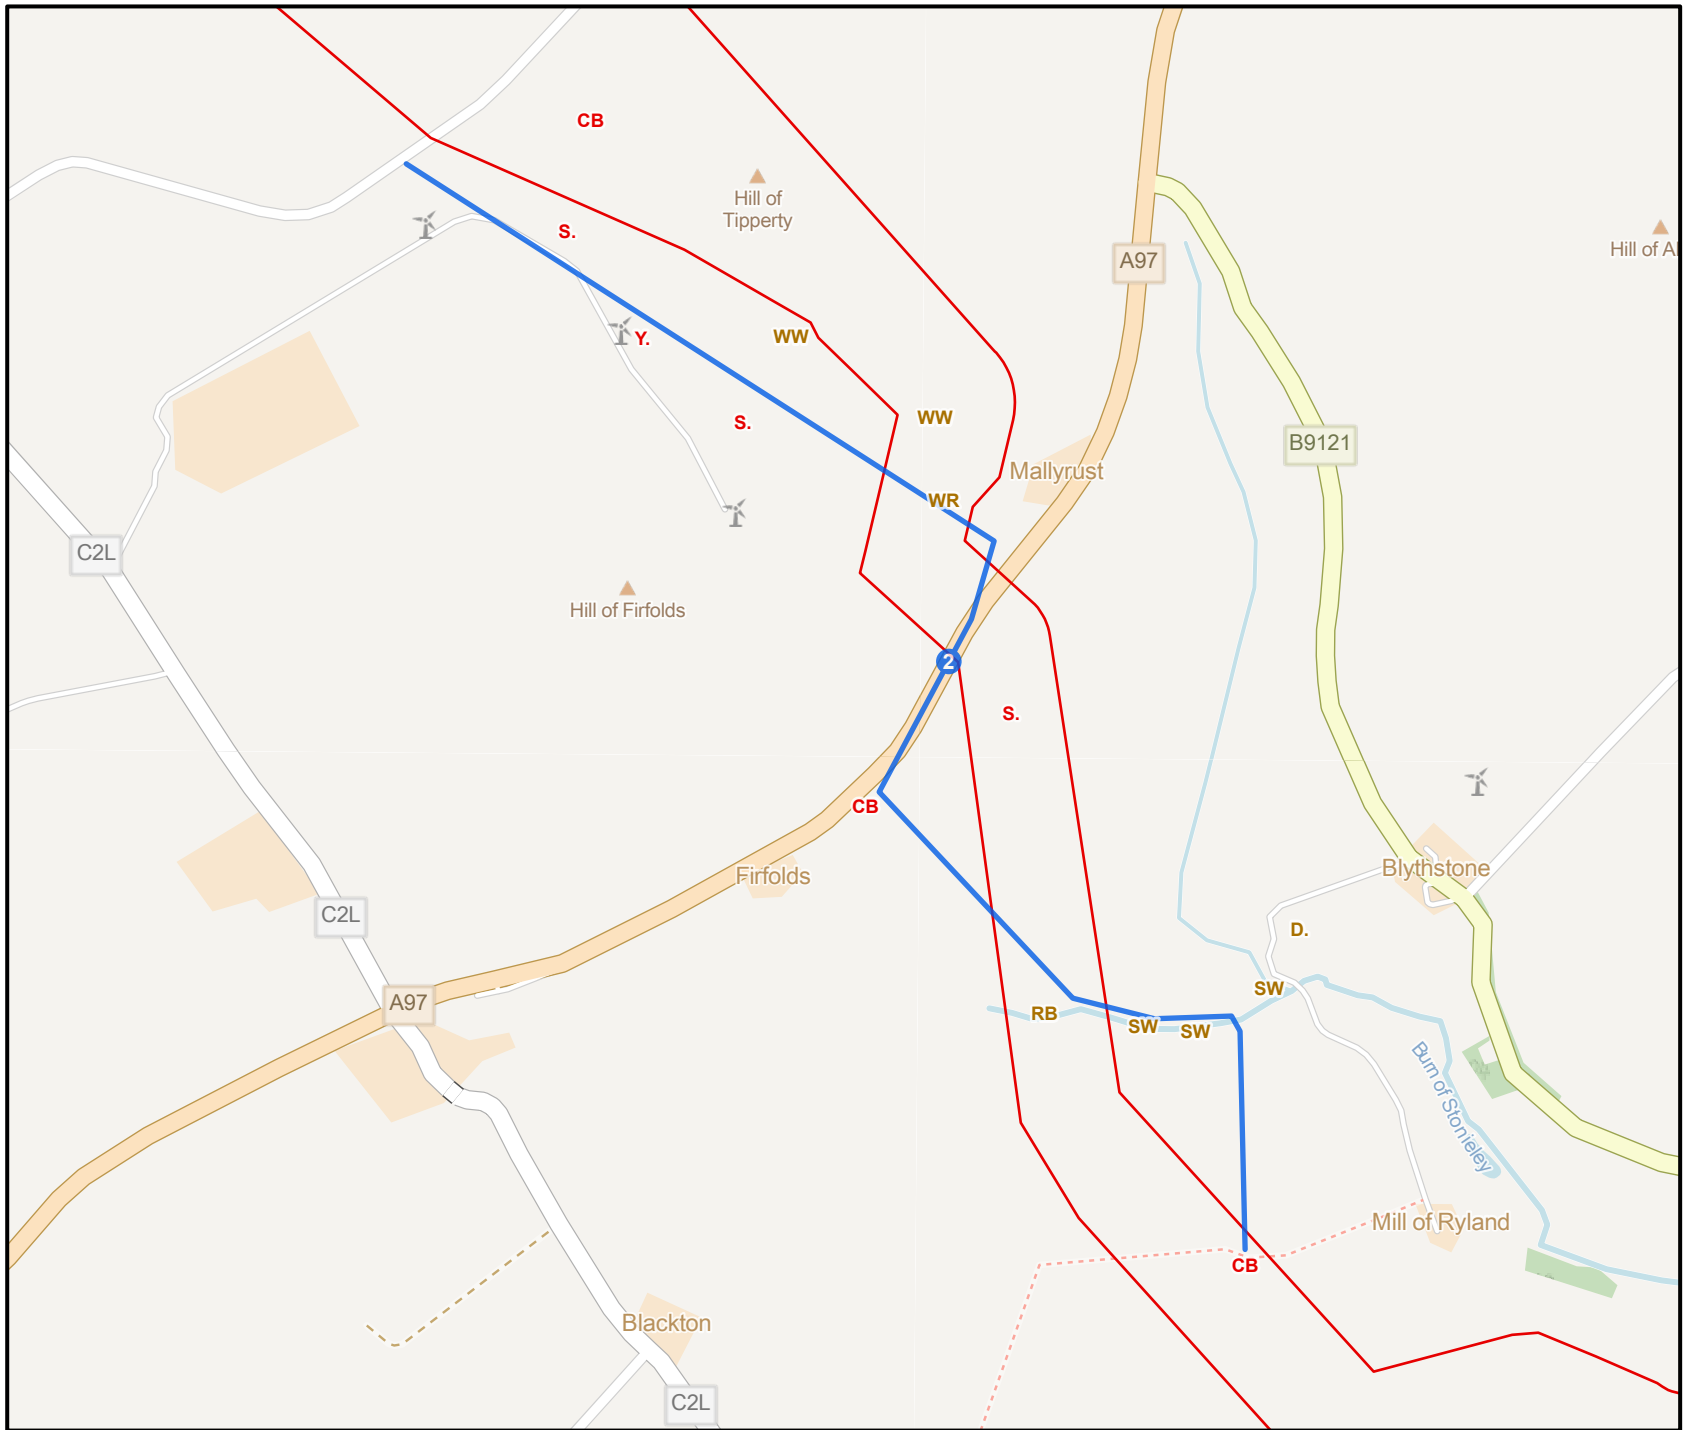 CB
Hill of
Tipperty
S.
Hill of Al
A97
Y.
WW
WW
S.
B9121
Mallyrust
WR
C2L
Hill of Firfolds
2
S.
CB
Blythstone
Firfolds
C2L
D.
SW
A97
RB
SW
SW
Burn of Stonieley
Mill of Ryland
CB
Blackton
C2L